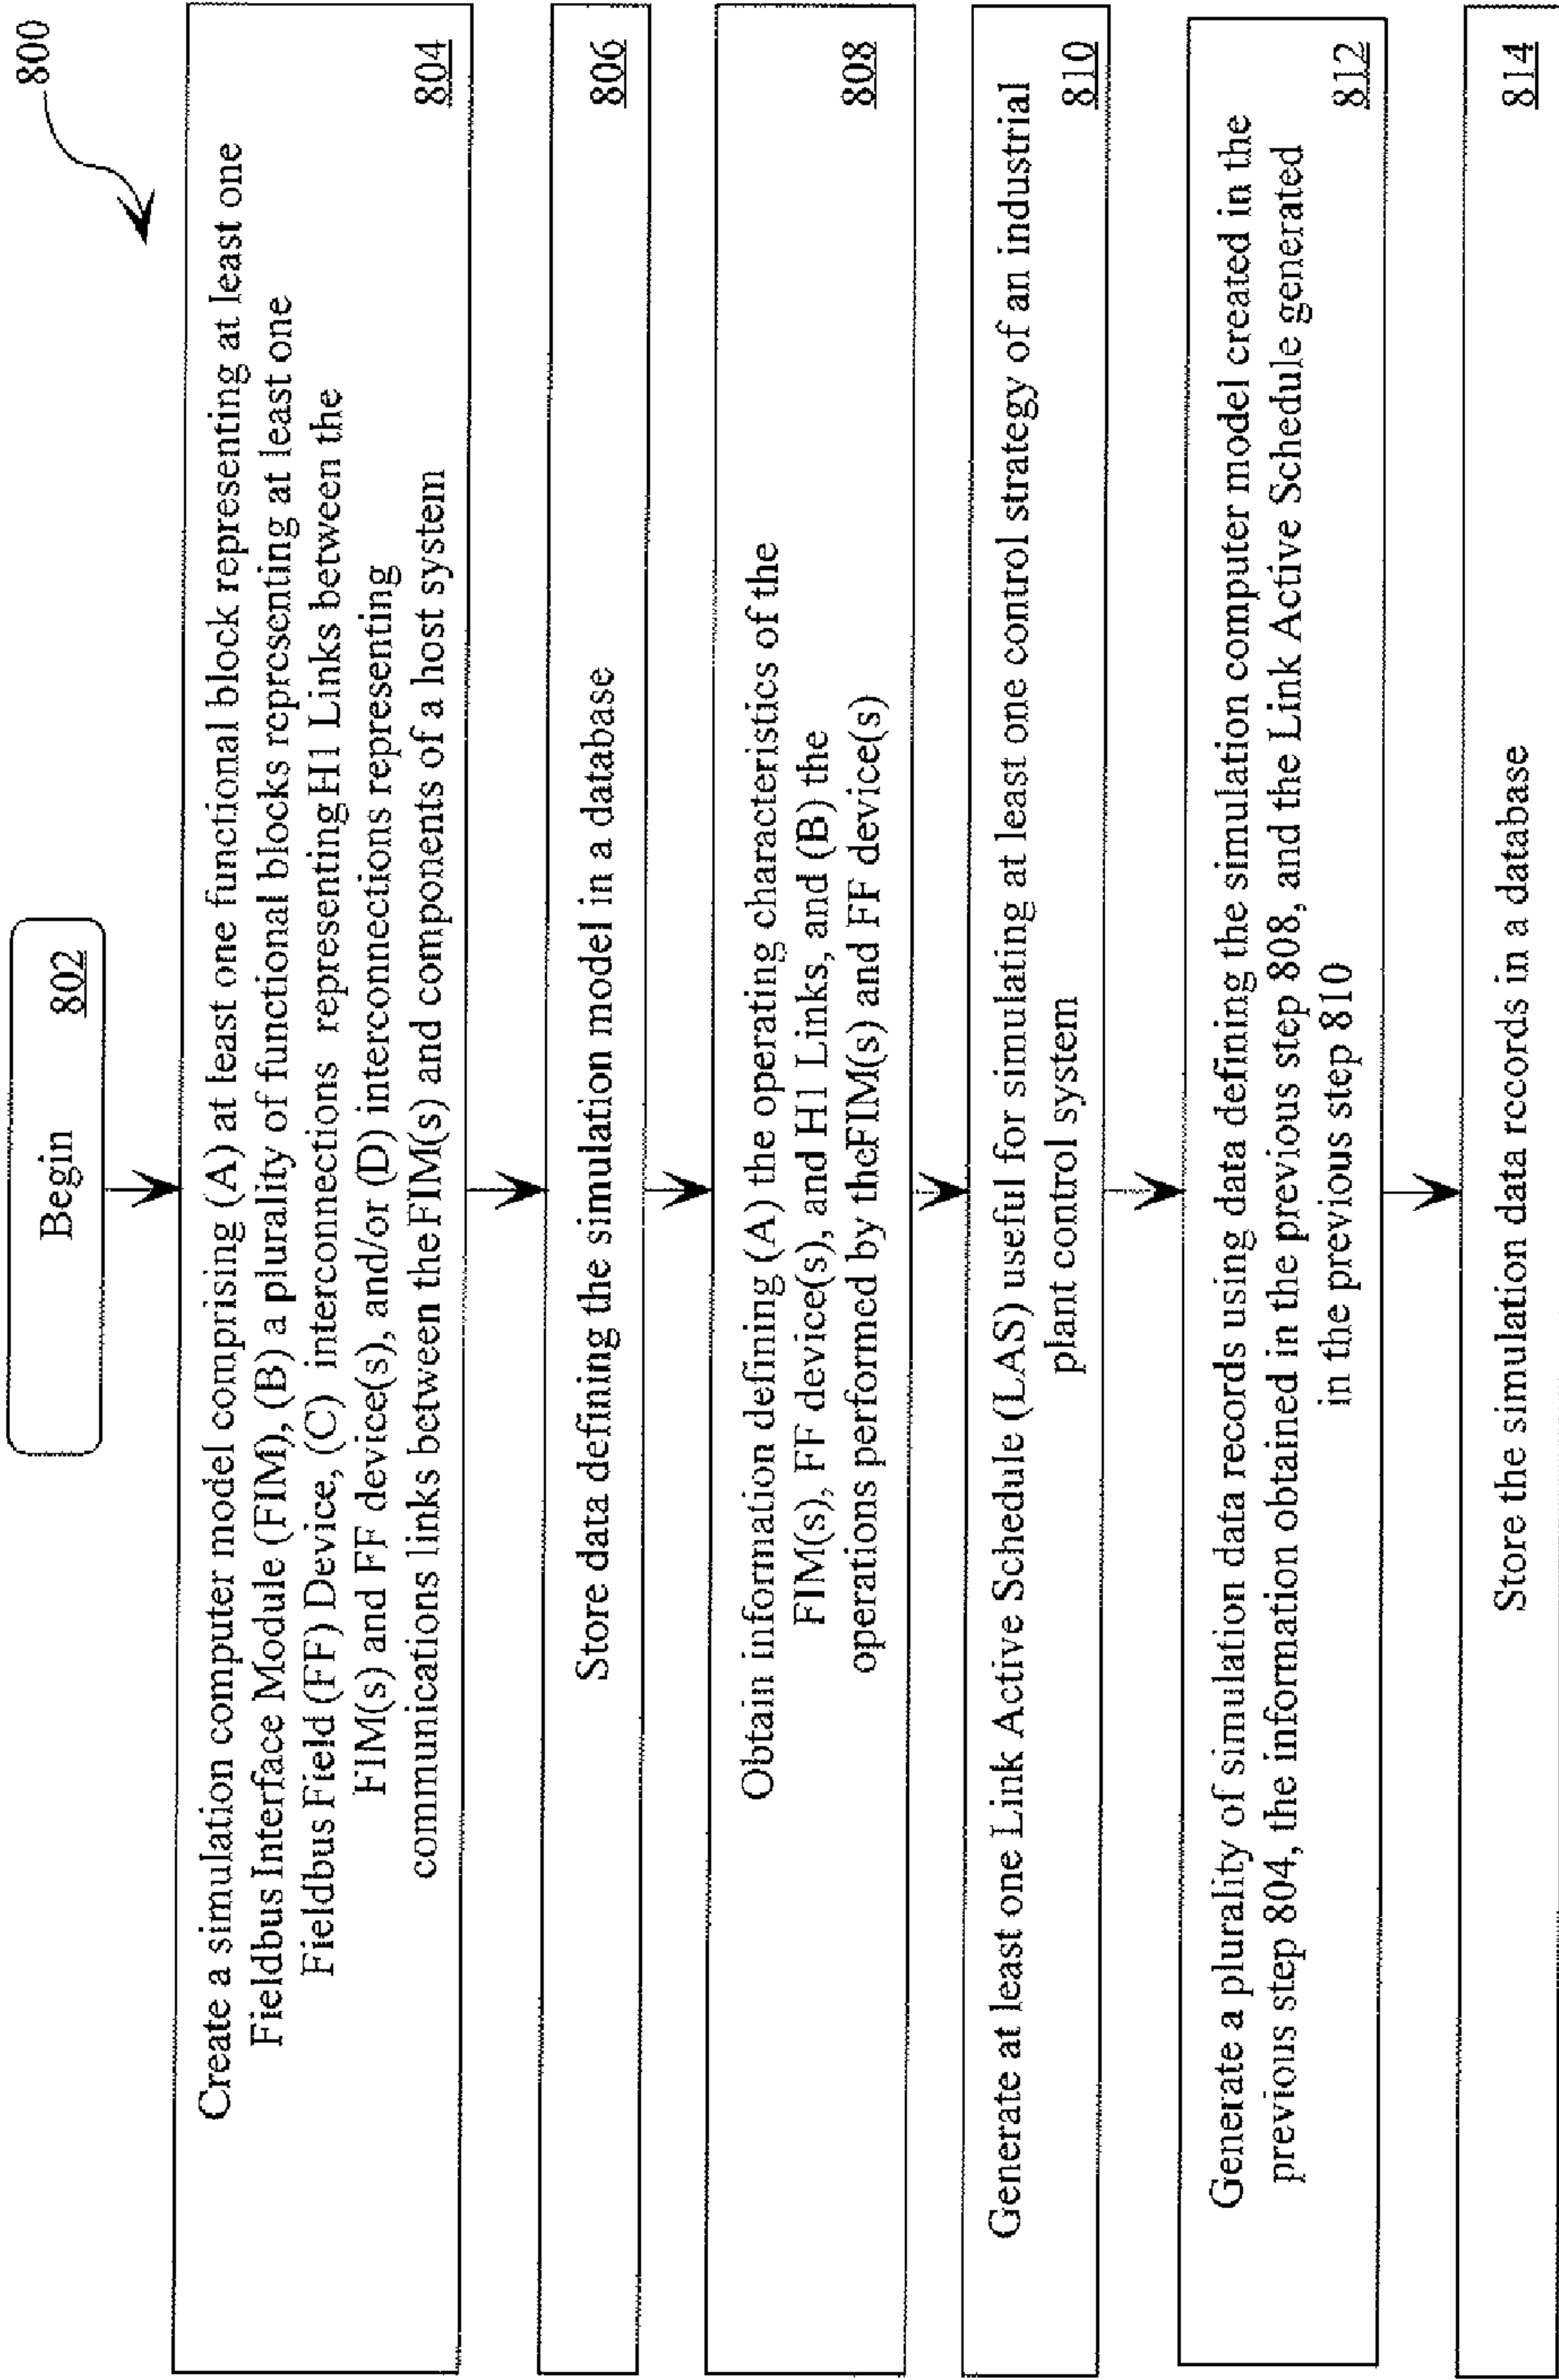 800
Begin
802
Create a simulation computer model comprising (A) at least one functional block representing at least one
Fieldbus Interface Module (FIM), (B) a plurality of functional blocks representing at least one
Fieldbus Field (FF) Device, (C) interconnections representing H1 Links between the
FIM(s) and FF device(s), and/or (D) interconnections representing
communications links between the FIM(s) and components of a host system
804
Store data defining the simulation model in a database
806
Obtain information defining (A) the operating characteristics of the
FIM(s), FF device(s), and H1 Links, and (B) the
operations performed by theFIM(s) and FF device(s)
808
Generate at least one Link Active Schedule (LAS) useful for simulating at least one control strategy of an industrial
plant control system
810
Generate a plurality of simulation data records using data defining the simulation computer model created in the
previous step 804, the information obtained in the previous step 808, and the Link Active Schedule generated
in the previous step 810
812
Store the simulation data records in a database
814